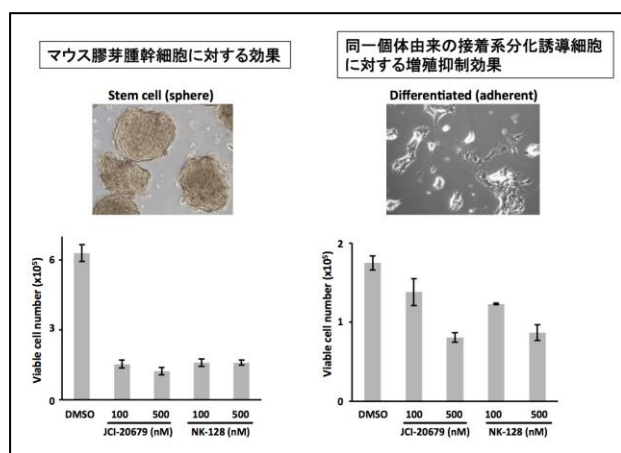 マウス膠芽腫幹細胞に対する効果
Stem cell (sphere)
Viable cell number (x10⁵)
6
3
0
DMSO
100
500
100
500
JCI-20679 (nM)
NK-128 (nM)
同一個体由来の接着系分化誘導細胞
に対する増殖抑制効果
Differentiated (adherent)
Viable cell number (x10⁵)
2
1
0
DMSO
100
500
100
500
JCI-20679 (nM)
NK-128 (nM)